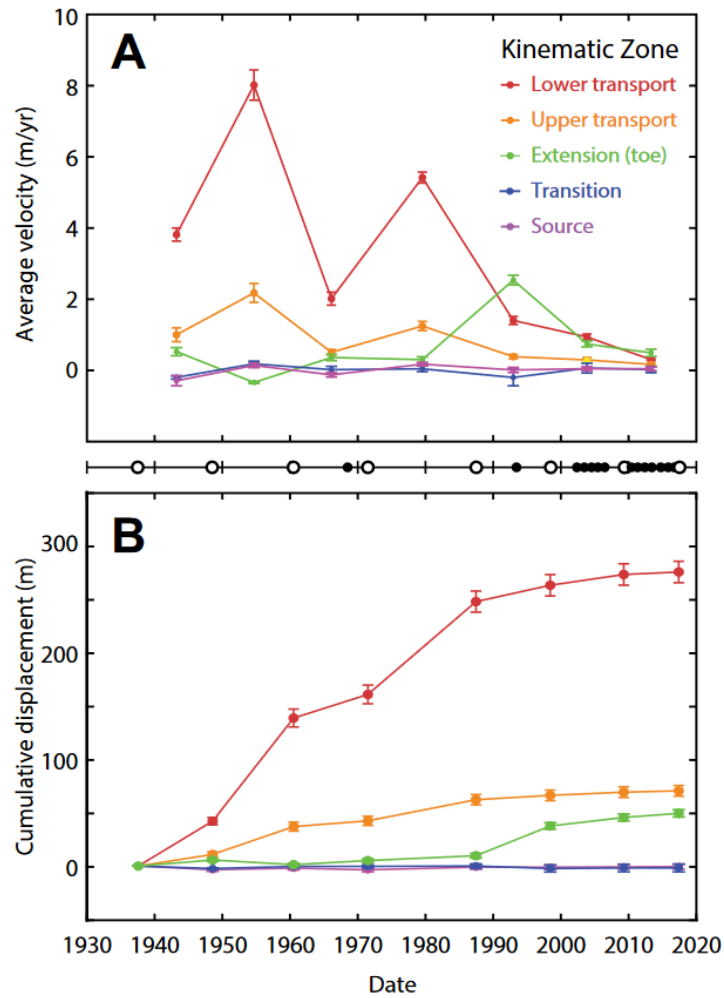 A
Kinematic Zone
Lower transport
Upper transport
Extension (toe)
Transition
Source
10
8
6
4
2
0
Average velocity (m/yr)
B
300
200
100
0
Cumulative displacement (m)
1930 1940 1950 1960 1970 1980 1990 2000 2010 2020
Date